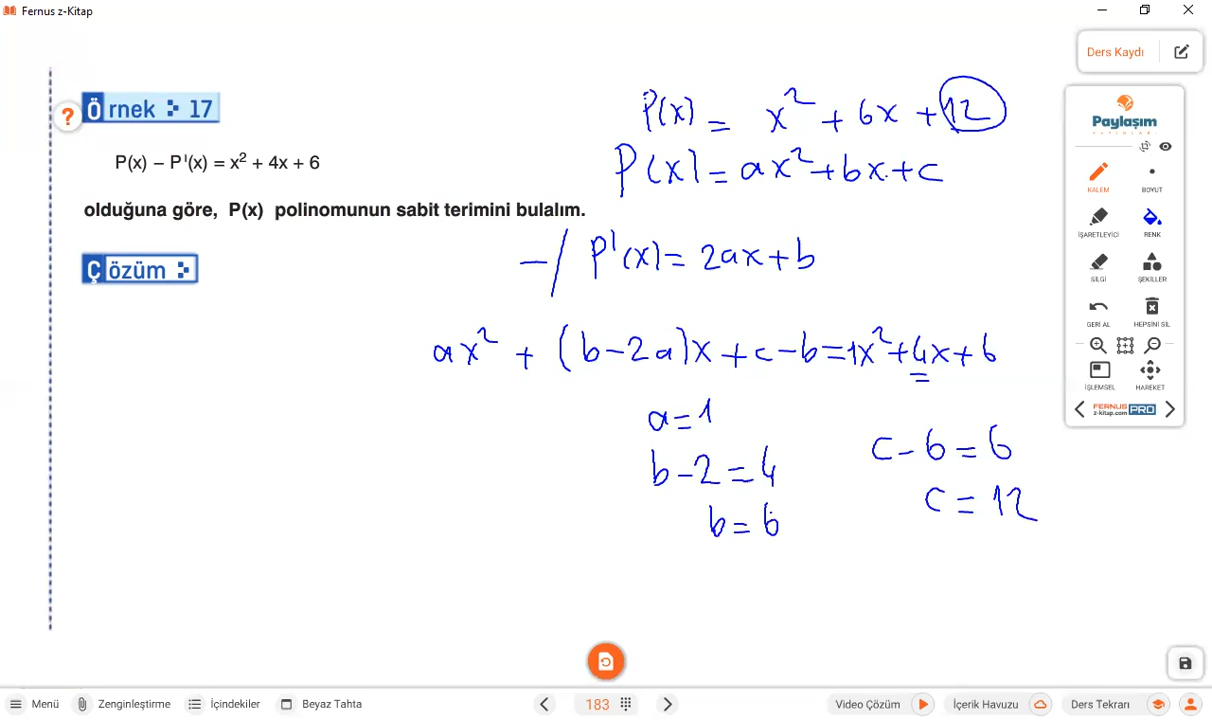 Fernus z-Kitap
Ders Kaydı
? Örnek 17
P(x) − P'(x) = x² + 4x + 6
olduğuna göre, P(x) polinomunun sabit terimini bulalım.
Çözüm
P(x) = x² + 6x + 12
P(x) = ax² + bx + c
−/ P'(x) = 2ax + b
ax² + (b − 2a)x + c − b = 1x² + 4x + 6
a = 1
b − 2 = 4
b = 6
c − 6 = 6
c = 12
Paylaşım
YAYINLARI
KALEM
BOYUT
İŞARETLEYİCİ
RENK
SİLGİ
ŞEKİLLER
GERİ AL
HEPSİNİ SİL
İŞLEMSEL
HAREKET
FERNUS
z-kitap.com PRO
Menü
Zenginleştirme
İçindekiler
Beyaz Tahta
183
Video Çözüm
İçerik Havuzu
Ders Tekrarı